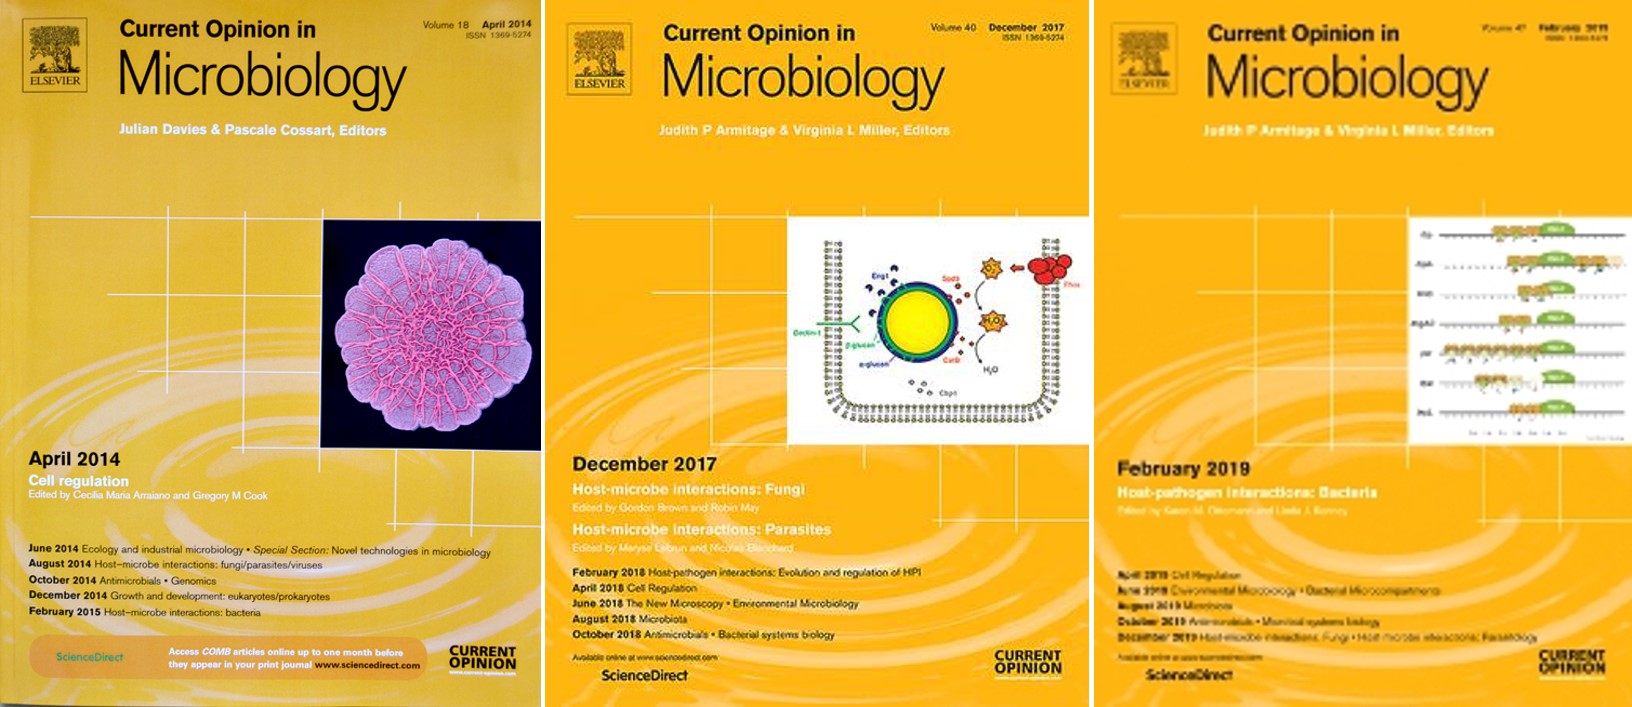 ELSEVIER
Current Opinion in
Microbiology
Volume 18 April 2014
ISSN 1369-5274
Julian Davies & Pascale Cossart, Editors
April 2014
Cell regulation
Edited by Cecilia Maria Arraiano and Gregory M Cook
June 2014 Ecology and industrial microbiology • Special Section: Novel technologies in microbiology
August 2014 Host–microbe interactions: fungi/parasites/viruses
October 2014 Antimicrobials • Genomics
December 2014 Growth and development: eukaryotes/prokaryotes
February 2015 Host–microbe interactions: bacteria
ScienceDirect
Access COMB articles online up to one month before
they appear in your print journal www.sciencedirect.com
CURRENT
OPINION
ELSEVIER
Current Opinion in
Microbiology
Volume 40 December 2017
ISSN 1369-5274
Judith P Armitage & Virginia L Miller, Editors
Eng1
Sod3
O2-
Phox
H2O2
Dectin-1
β-glucan
α-glucan
CatB
H2O
Cbp1
December 2017
Host-microbe interactions: Fungi
Edited by Gordon Brown and Robin May
Host-microbe interactions: Parasites
Edited by Maryse Lebrun and Nicolas Blanchard
February 2018 Host-pathogen interactions: Evolution and regulation of HPI
April 2018 Cell Regulation
June 2018 The New Microscopy • Environmental Microbiology
August 2018 Microbiota
October 2018 Antimicrobials • Bacterial systems biology
Available online at www.sciencedirect.com
ScienceDirect
CURRENT
OPINION
ELSEVIER
Current Opinion in
Microbiology
Volume 47 February 2019
ISSN 1369-5274
Judith P Armitage & Virginia L Miller, Editors
February 2019
Host-pathogen interactions: Bacteria
Edited by Karen M. Ottemann and Linda J. Kenney
April 2019 Cell Regulation
June 2019 Environmental Microbiology • Bacterial Microcompartments
August 2019 Microbiota
October 2019 Antimicrobials • Microbial systems biology
December 2019 Host-microbe interactions: Fungi • Host-microbe interactions: Parasitology
Available online at www.sciencedirect.com
ScienceDirect
CURRENT
OPINION